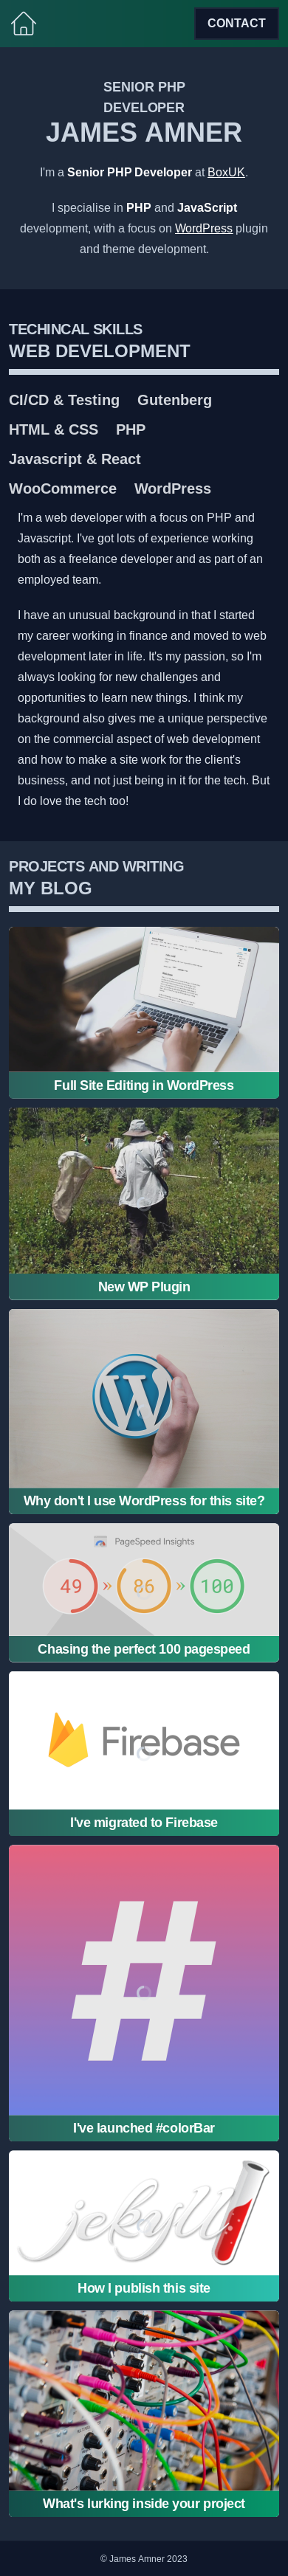 CONTACT
SENIOR PHP
DEVELOPER
JAMES AMNER
I'm a Senior PHP Developer at BoxUK.
I specialise in PHP and JavaScript
development, with a focus on WordPress plugin
and theme development.
TECHINCAL SKILLS
WEB DEVELOPMENT
CI/CD & Testing Gutenberg
HTML & CSS PHP
Javascript & React
WooCommerce WordPress
I'm a web developer with a focus on PHP and
Javascript. I've got lots of experience working
both as a freelance developer and as part of an
employed team.
I have an unusual background in that I started
my career working in finance and moved to web
development later in life. It's my passion, so I'm
always looking for new challenges and
opportunities to learn new things. I think my
background also gives me a unique perspective
on the commercial aspect of web development
and how to make a site work for the client's
business, and not just being in it for the tech. But
I do love the tech too!
PROJECTS AND WRITING
MY BLOG
Full Site Editing in WordPress
New WP Plugin
W
Why don't I use WordPress for this site?
PageSpeed Insights
49 » 86 » 100
Chasing the perfect 100 pagespeed
Firebase
I've migrated to Firebase
#
I've launched #colorBar
jekyll
How I publish this site
What's lurking inside your project
© James Amner 2023